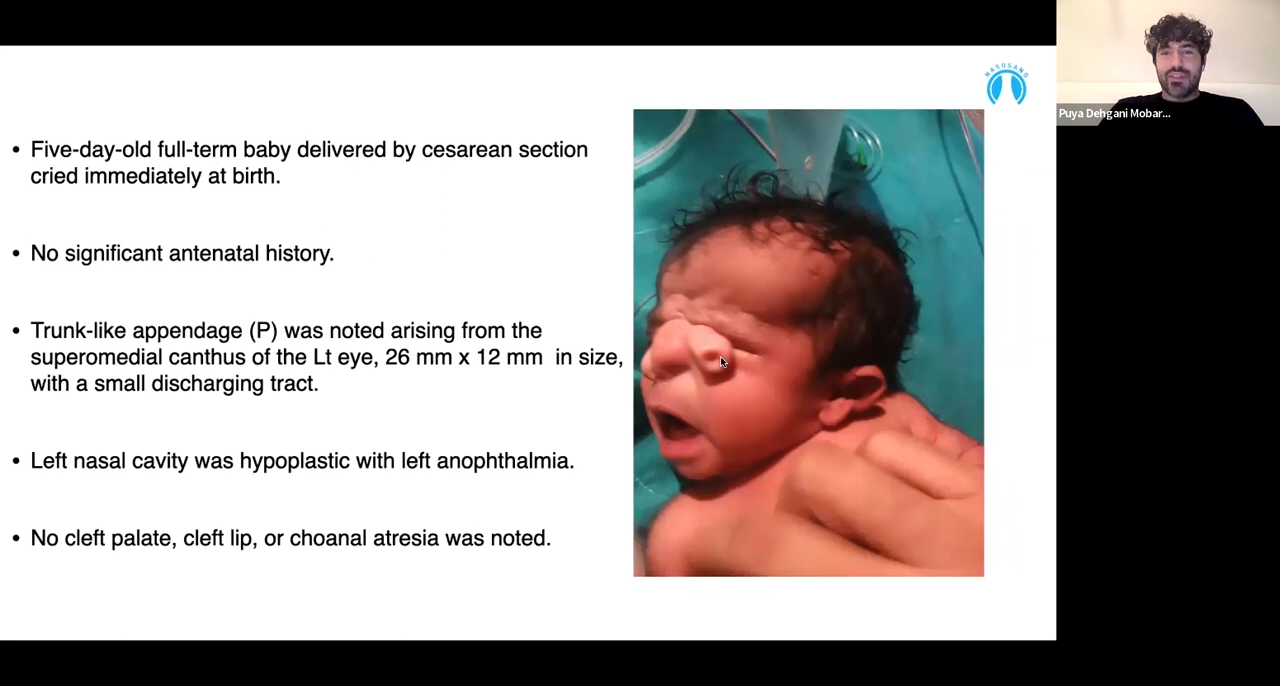 NASOSANO
• Five-day-old full-term baby delivered by cesarean section
cried immediately at birth.
• No significant antenatal history.
• Trunk-like appendage (P) was noted arising from the
superomedial canthus of the Lt eye, 26 mm x 12 mm  in size,
with a small discharging tract.
• Left nasal cavity was hypoplastic with left anophthalmia.
• No cleft palate, cleft lip, or choanal atresia was noted.
Puya Dehgani Mobar...